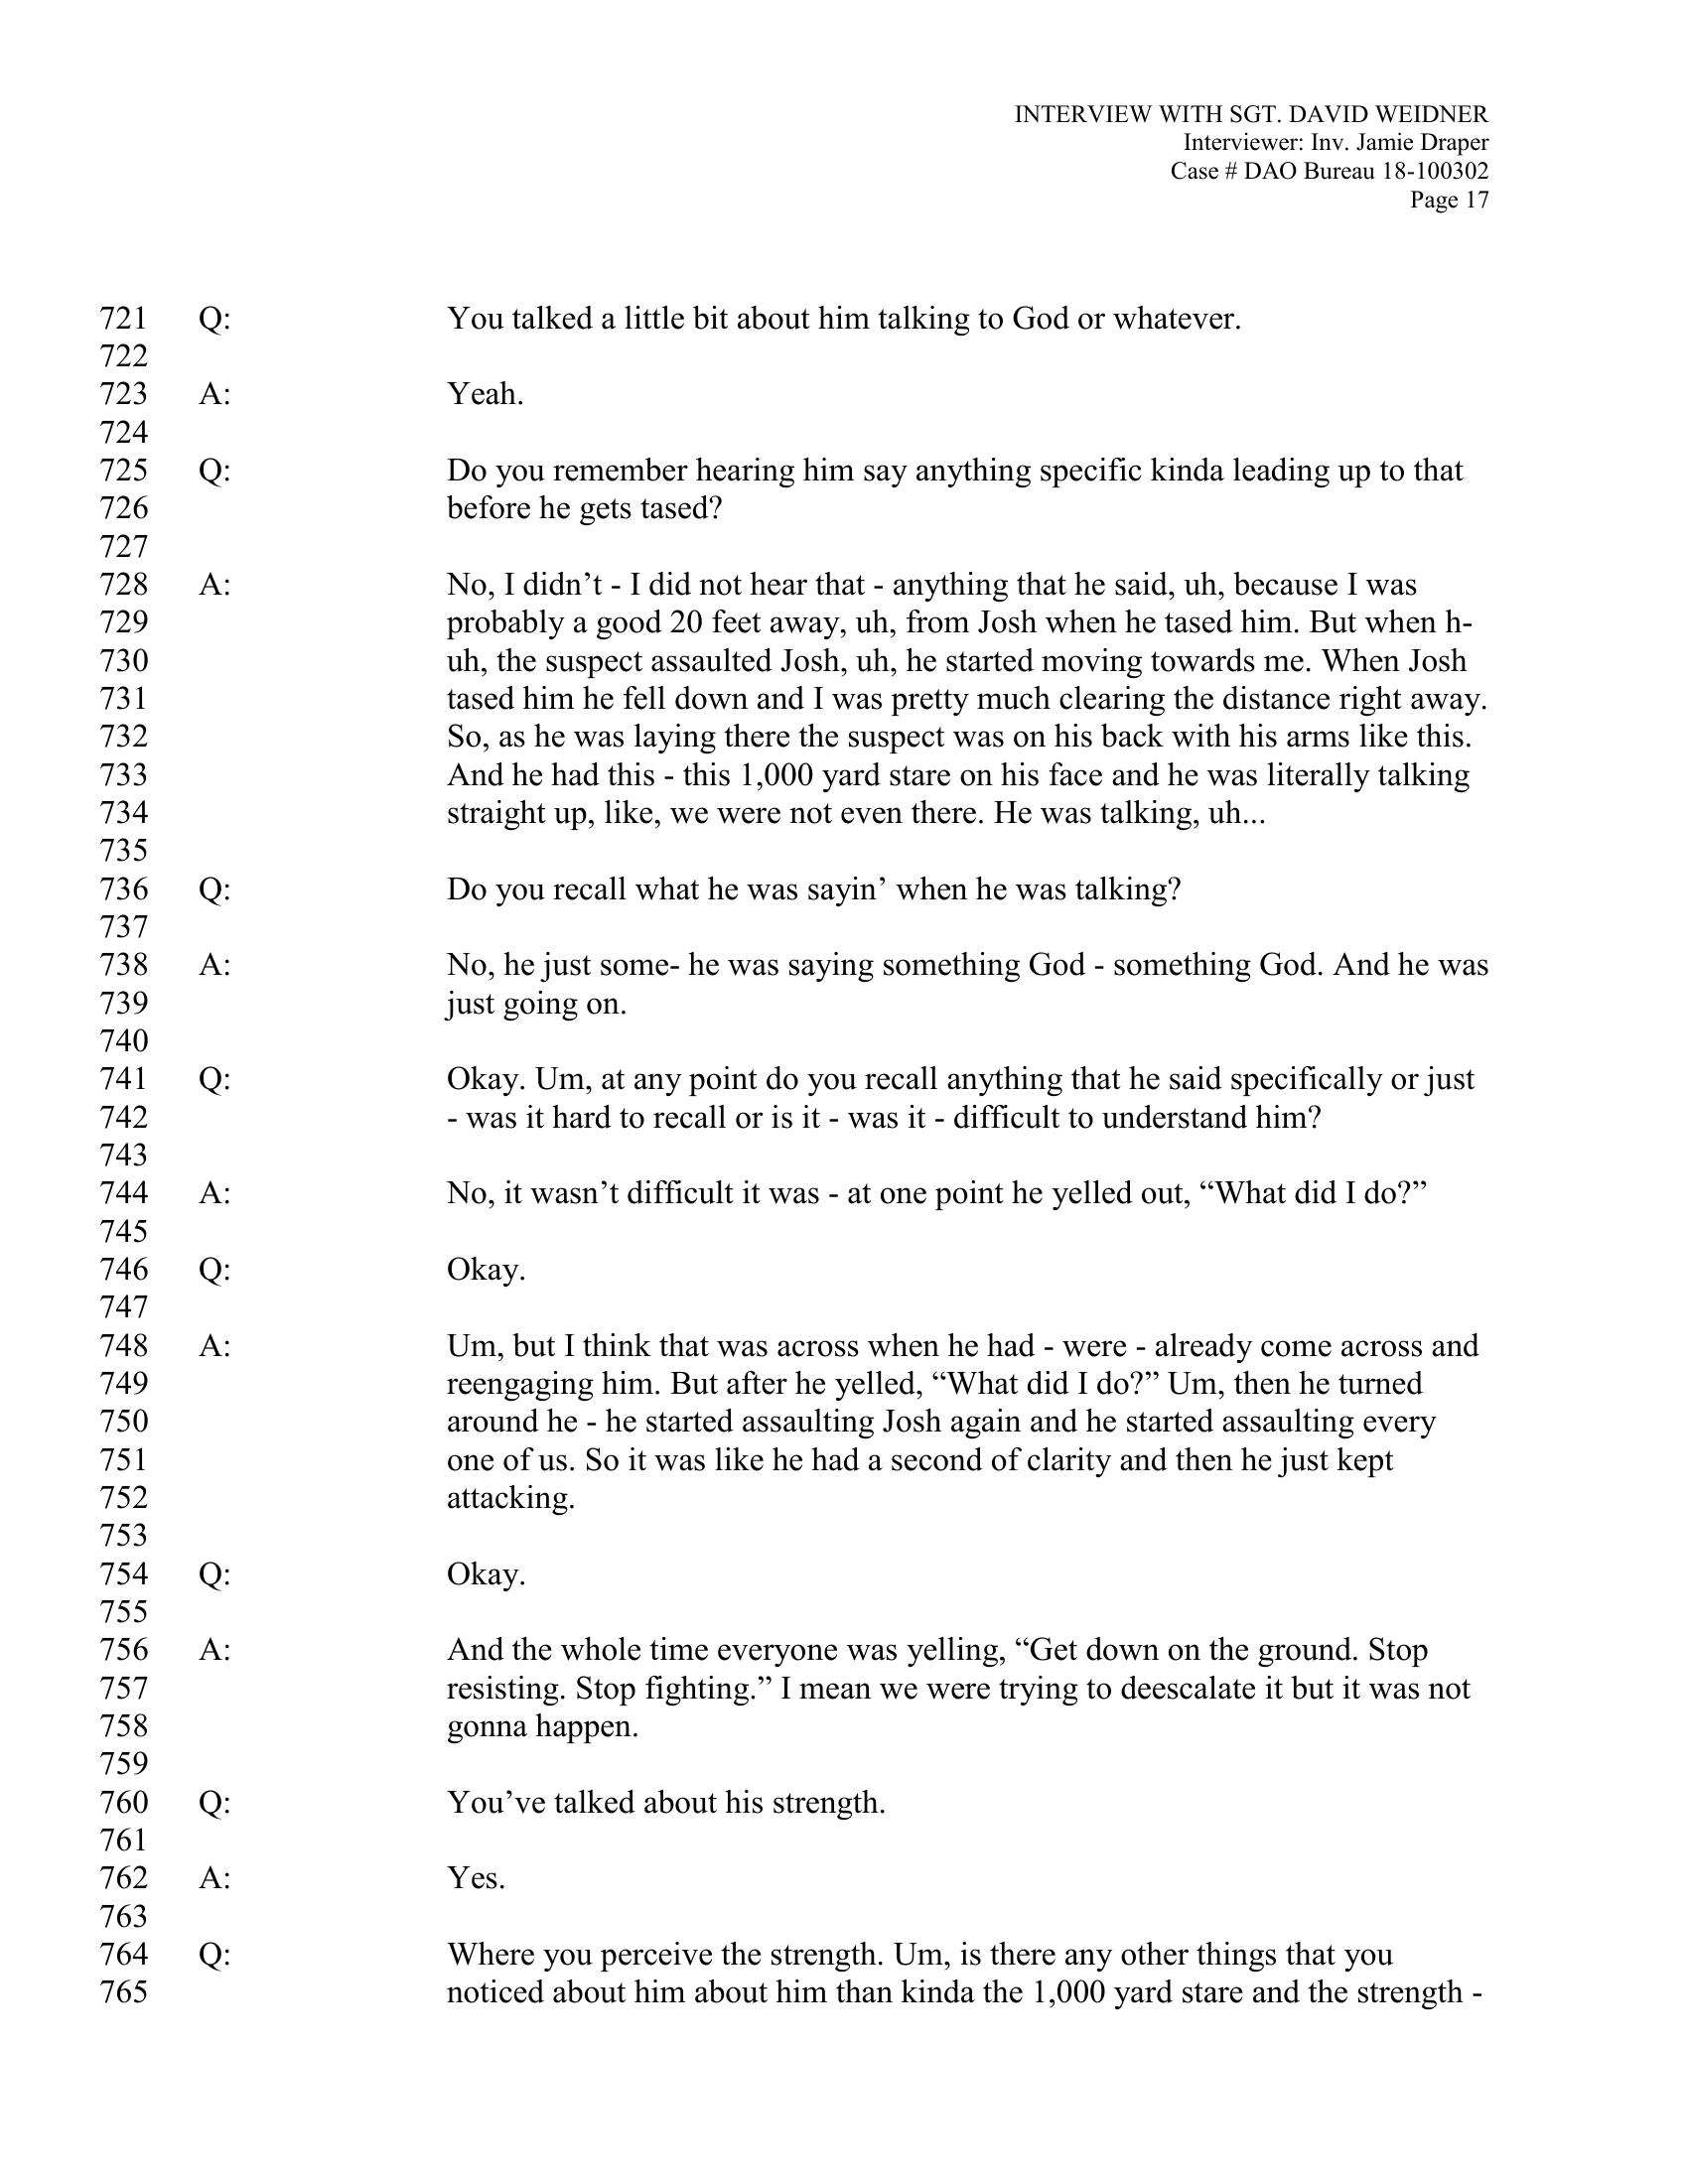 INTERVIEW WITH SGT. DAVID WEIDNER
Interviewer: Inv. Jamie Draper
Case # DAO Bureau 18-100302
Page 17
721 Q: You talked a little bit about him talking to God or whatever.
722
723 A: Yeah.
724
725 Q: Do you remember hearing him say anything specific kinda leading up to that
726 before he gets tased?
727
728 A: No, I didn’t - I did not hear that - anything that he said, uh, because I was
729 probably a good 20 feet away, uh, from Josh when he tased him. But when h-
730 uh, the suspect assaulted Josh, uh, he started moving towards me. When Josh
731 tased him he fell down and I was pretty much clearing the distance right away.
732 So, as he was laying there the suspect was on his back with his arms like this.
733 And he had this - this 1,000 yard stare on his face and he was literally talking
734 straight up, like, we were not even there. He was talking, uh...
735
736 Q: Do you recall what he was sayin’ when he was talking?
737
738 A: No, he just some- he was saying something God - something God. And he was
739 just going on.
740
741 Q: Okay. Um, at any point do you recall anything that he said specifically or just
742 - was it hard to recall or is it - was it - difficult to understand him?
743
744 A: No, it wasn’t difficult it was - at one point he yelled out, “What did I do?”
745
746 Q: Okay.
747
748 A: Um, but I think that was across when he had - were - already come across and
749 reengaging him. But after he yelled, “What did I do?” Um, then he turned
750 around he - he started assaulting Josh again and he started assaulting every
751 one of us. So it was like he had a second of clarity and then he just kept
752 attacking.
753
754 Q: Okay.
755
756 A: And the whole time everyone was yelling, “Get down on the ground. Stop
757 resisting. Stop fighting.” I mean we were trying to deescalate it but it was not
758 gonna happen.
759
760 Q: You’ve talked about his strength.
761
762 A: Yes.
763
764 Q: Where you perceive the strength. Um, is there any other things that you
765 noticed about him about him than kinda the 1,000 yard stare and the strength -